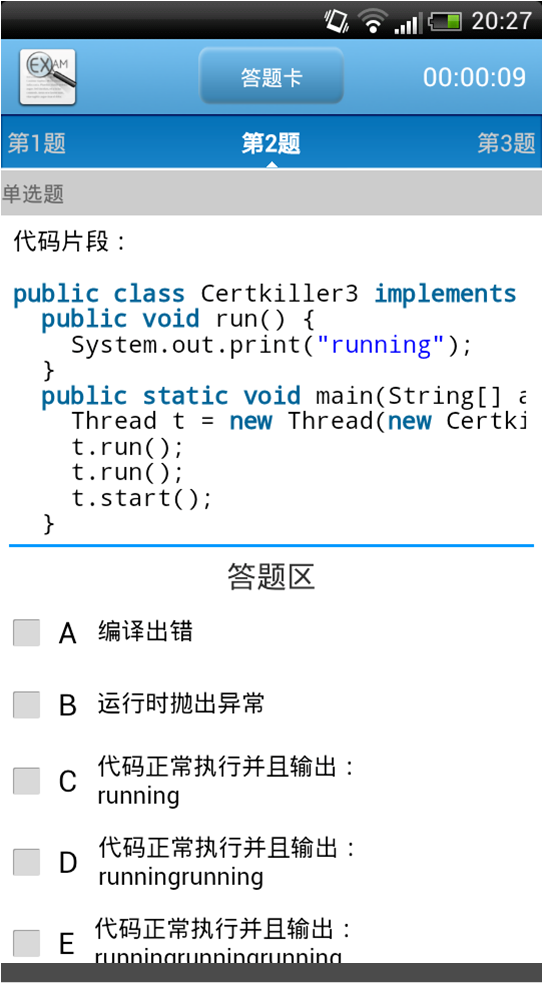 20:27
EXAM
答题卡
00:00:09
第1题
第2题
第3题
单选题
代码片段：
public class Certkiller3 implements
public void run() {
System.out.print("running");
}
public static void main(String[] a
Thread t = new Thread(new Certki
t.run();
t.run();
t.start();
}
答题区
A 编译出错
B 运行时抛出异常
C 代码正常执行并且输出：
running
D 代码正常执行并且输出：
runningrunning
E 代码正常执行并且输出：
runningrunningrunning